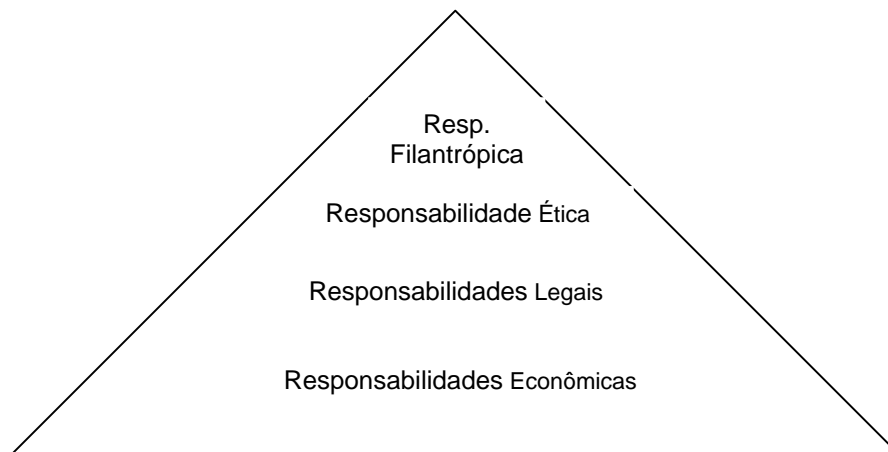 Resp.
Filantrópica
Responsabilidade Ética
Responsabilidades Legais
Responsabilidades Econômicas